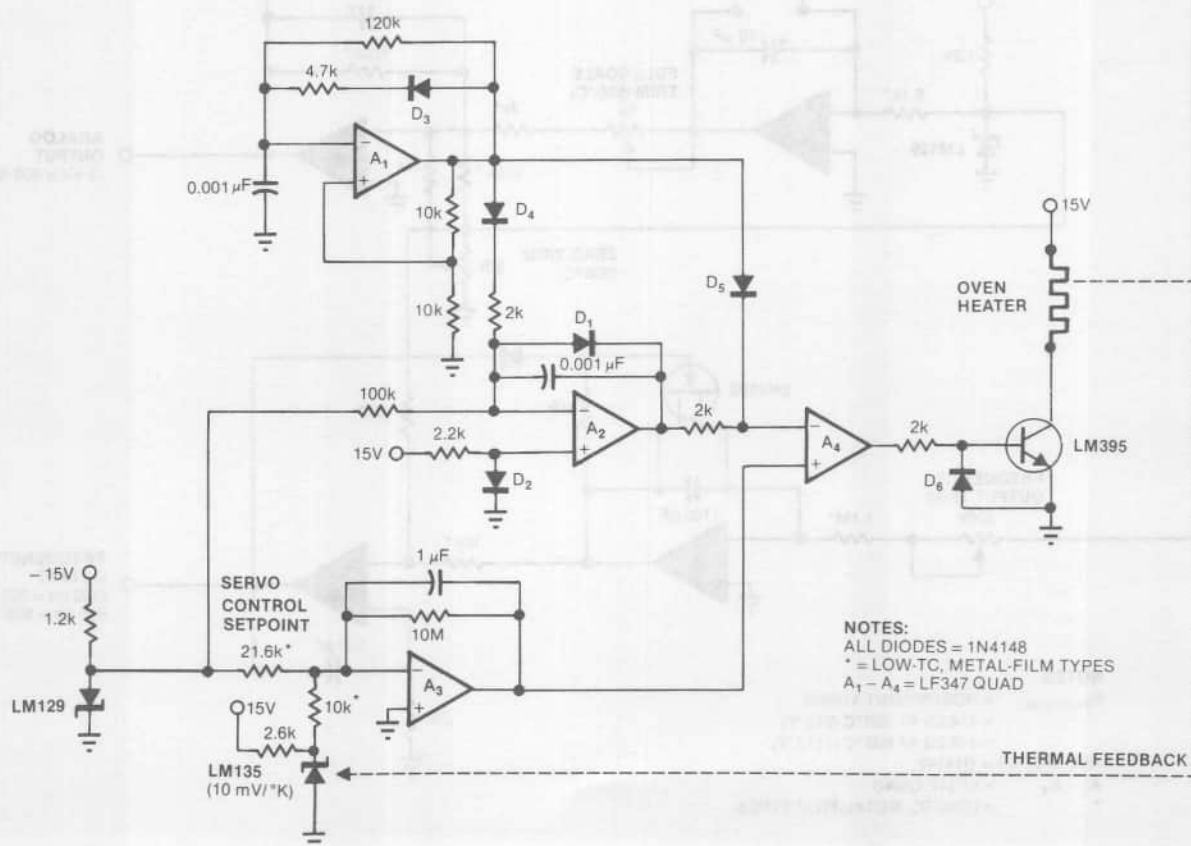 120k
4.7k
D3
A1
0.001 μF
10k
D4
10k
2k
D5
D1
0.001 μF
100k
2.2k
15V
D2
A2
2k
A4
2k
D6
LM395
15V
OVEN
HEATER
–15V
1.2k
LM129
SERVO
CONTROL
SETPOINT
21.6k*
1 μF
10M
A3
10k*
15V
2.6k
LM135
(10 mV/°K)
NOTES:
ALL DIODES = 1N4148
* = LOW-TC, METAL-FILM TYPES
A1 – A4 = LF347 QUAD
THERMAL FEEDBACK